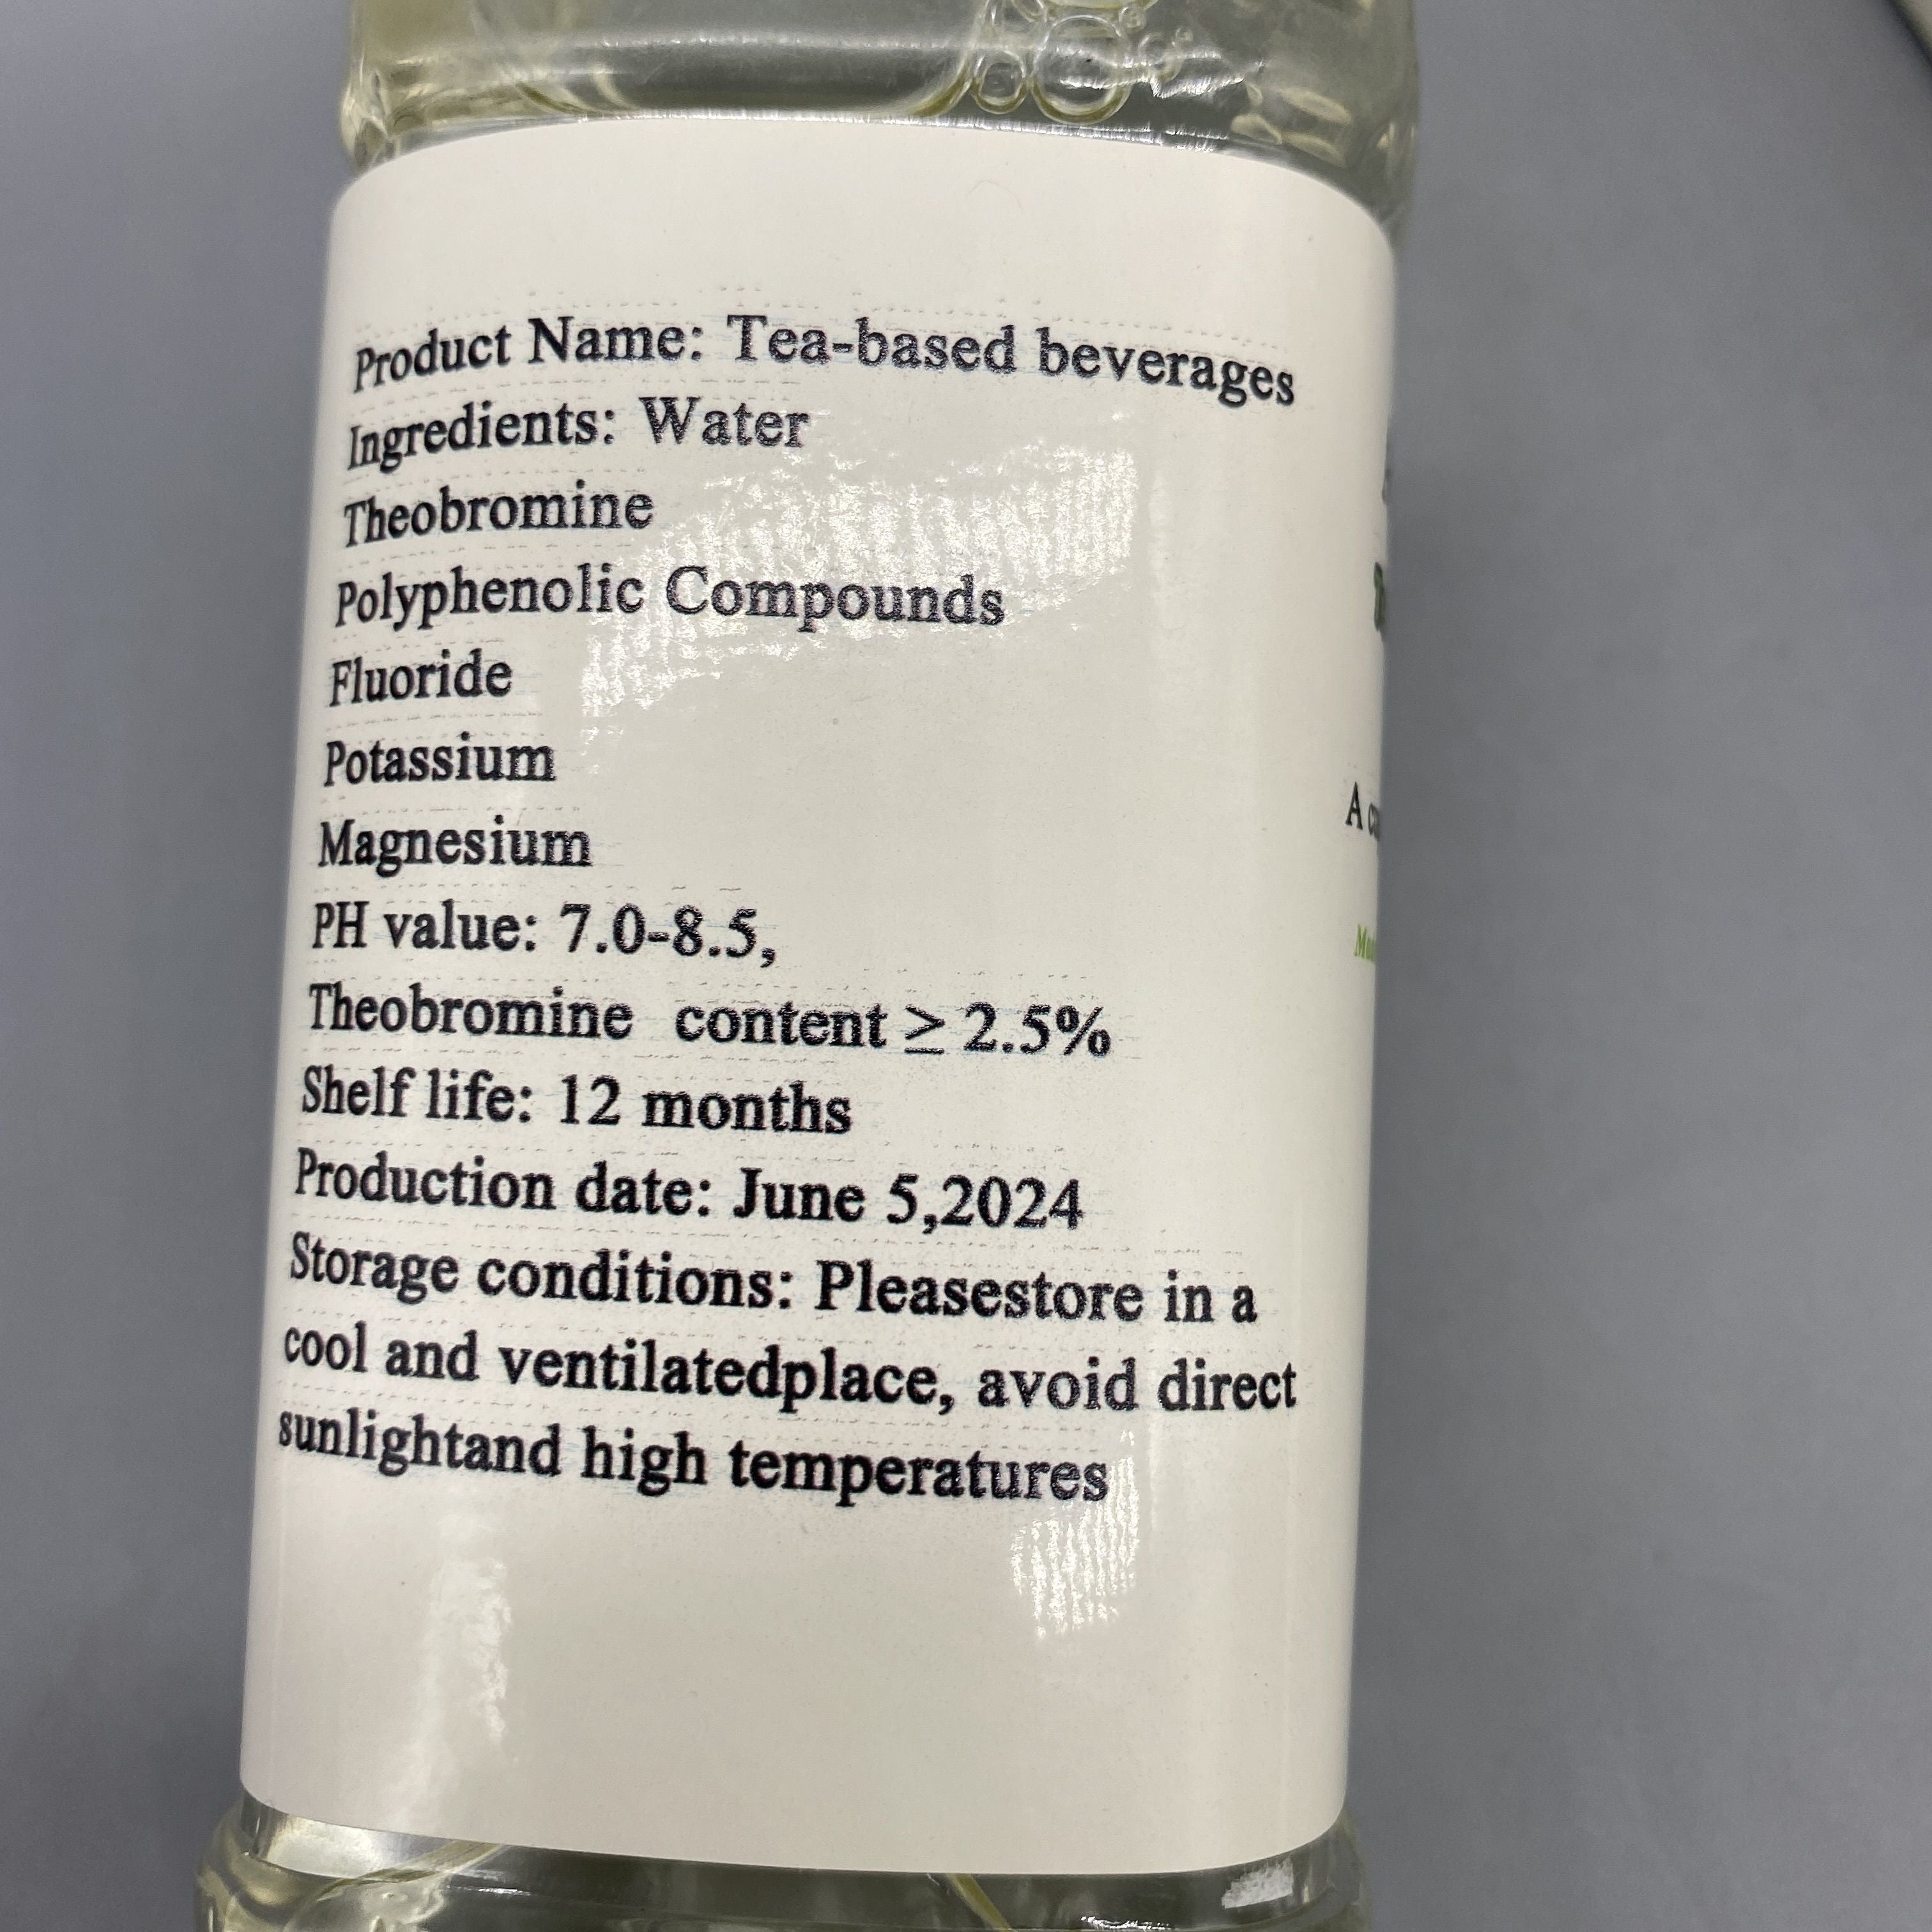 Product Name: Tea-based beverages
Ingredients: Water
Theobromine
Polyphenolic Compounds
Fluoride
Potassium
Magnesium
PH value: 7.0-8.5,
Theobromine content ≥ 2.5%
Shelf life: 12 months
Production date: June 5,2024
Storage conditions: Pleasestore in a
cool and ventilatedplace, avoid direct
sunlightand high temperatures
A